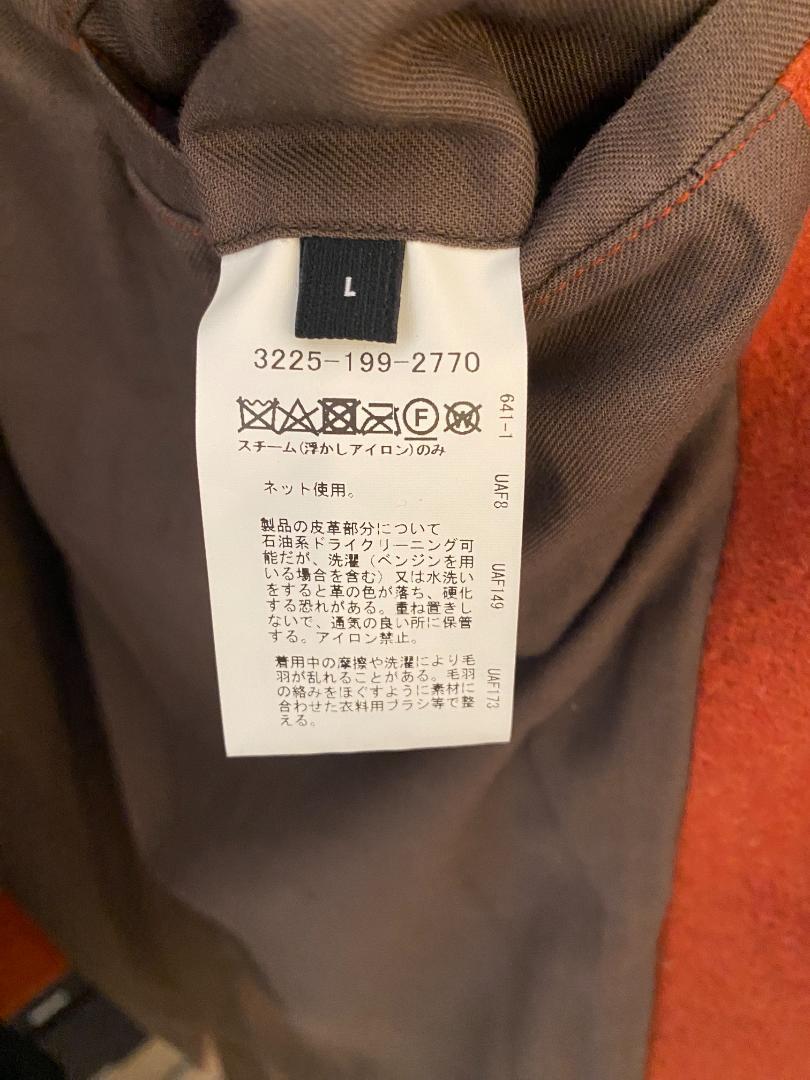 L
3225-199-2770
F
W
スチーム(浮かしアイロン)のみ
ネット使用。
製品の皮革部分について
石油系ドライクリーニング可
能だが、洗濯（ベンジンを用
いる場合を含む）又は水洗い
をすると革の色が落ち、硬化
する恐れがある。重ね置きし
ないで、通気の良い所に保管
する。アイロン禁止。
着用中の摩擦や洗濯により毛
羽が乱れることがある。毛羽
の絡みをほぐすように素材に
合わせた衣料用ブラシ等で整
える。
641-1 UAF8 UAF149 UAF173